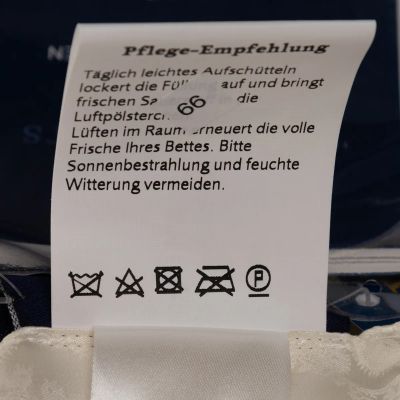 Pflege-Empfehlung
Täglich leichtes Aufschütteln
lockert die auf und bringt
frischen die
66
Lüften im Raum erneuert die volle
Frische Ihres Bettes. Bitte
Sonnenbestrahlung und feuchte
Witterung vermeiden.
P